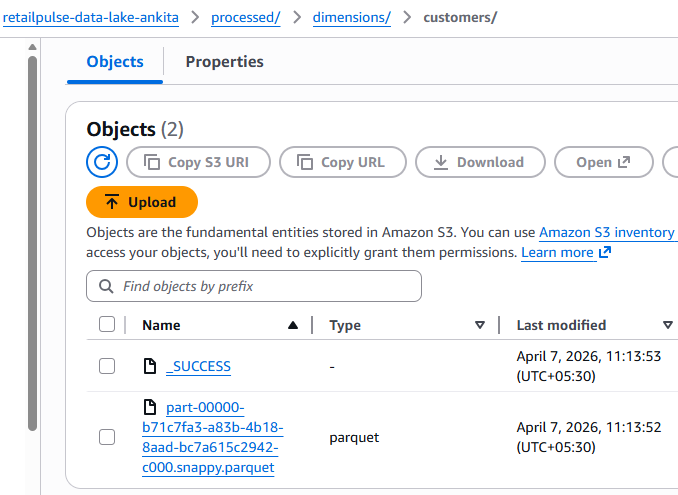 retailpulse-data-lake-ankita > processed/ > dimensions/ > customers/
Objects Properties
Objects (2)
Copy S3 URI Copy URL Download Open
Upload
Objects are the fundamental entities stored in Amazon S3. You can use Amazon S3 inventory
access your objects, you'll need to explicitly grant them permissions. Learn more
Find objects by prefix
Name Type Last modified
_SUCCESS - April 7, 2026, 11:13:53
(UTC+05:30)
part-00000-
b71c7fa3-a83b-4b18-
8aad-bc7a615c2942-
c000.snappy.parquet
parquet
April 7, 2026, 11:13:52
(UTC+05:30)